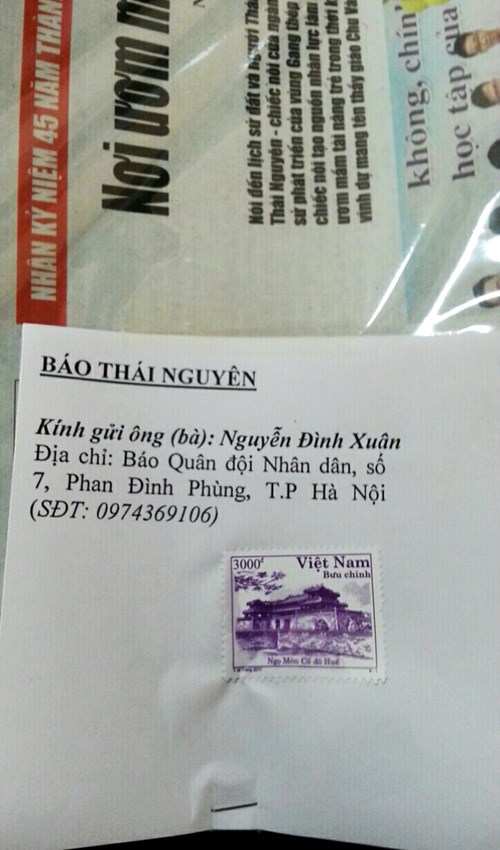 NHÂN KỶ NIỆM 45 NĂM THÀN
Nơi ươm m
Nói đến lịch sử đất và người Thá
Thái Nguyên - chiếc nôi của ngàn
sự phát triển của vùng Gang thép
chiếc nôi tạo nguồn nhân lực làm
ươm mầm tài năng trẻ trong thời k
vinh dự mang tên thầy giáo Chu Vă
không, chín
học tập của
BÁO THÁI NGUYÊN
Kính gửi ông (bà): Nguyễn Đình Xuân
Địa chỉ: Báo Quân đội Nhân dân, số
7, Phan Đình Phùng, T.P Hà Nội
(SĐT: 0974369106)
3000đ Việt Nam
Bưu chính
Ngọ Môn Cố đô Huế